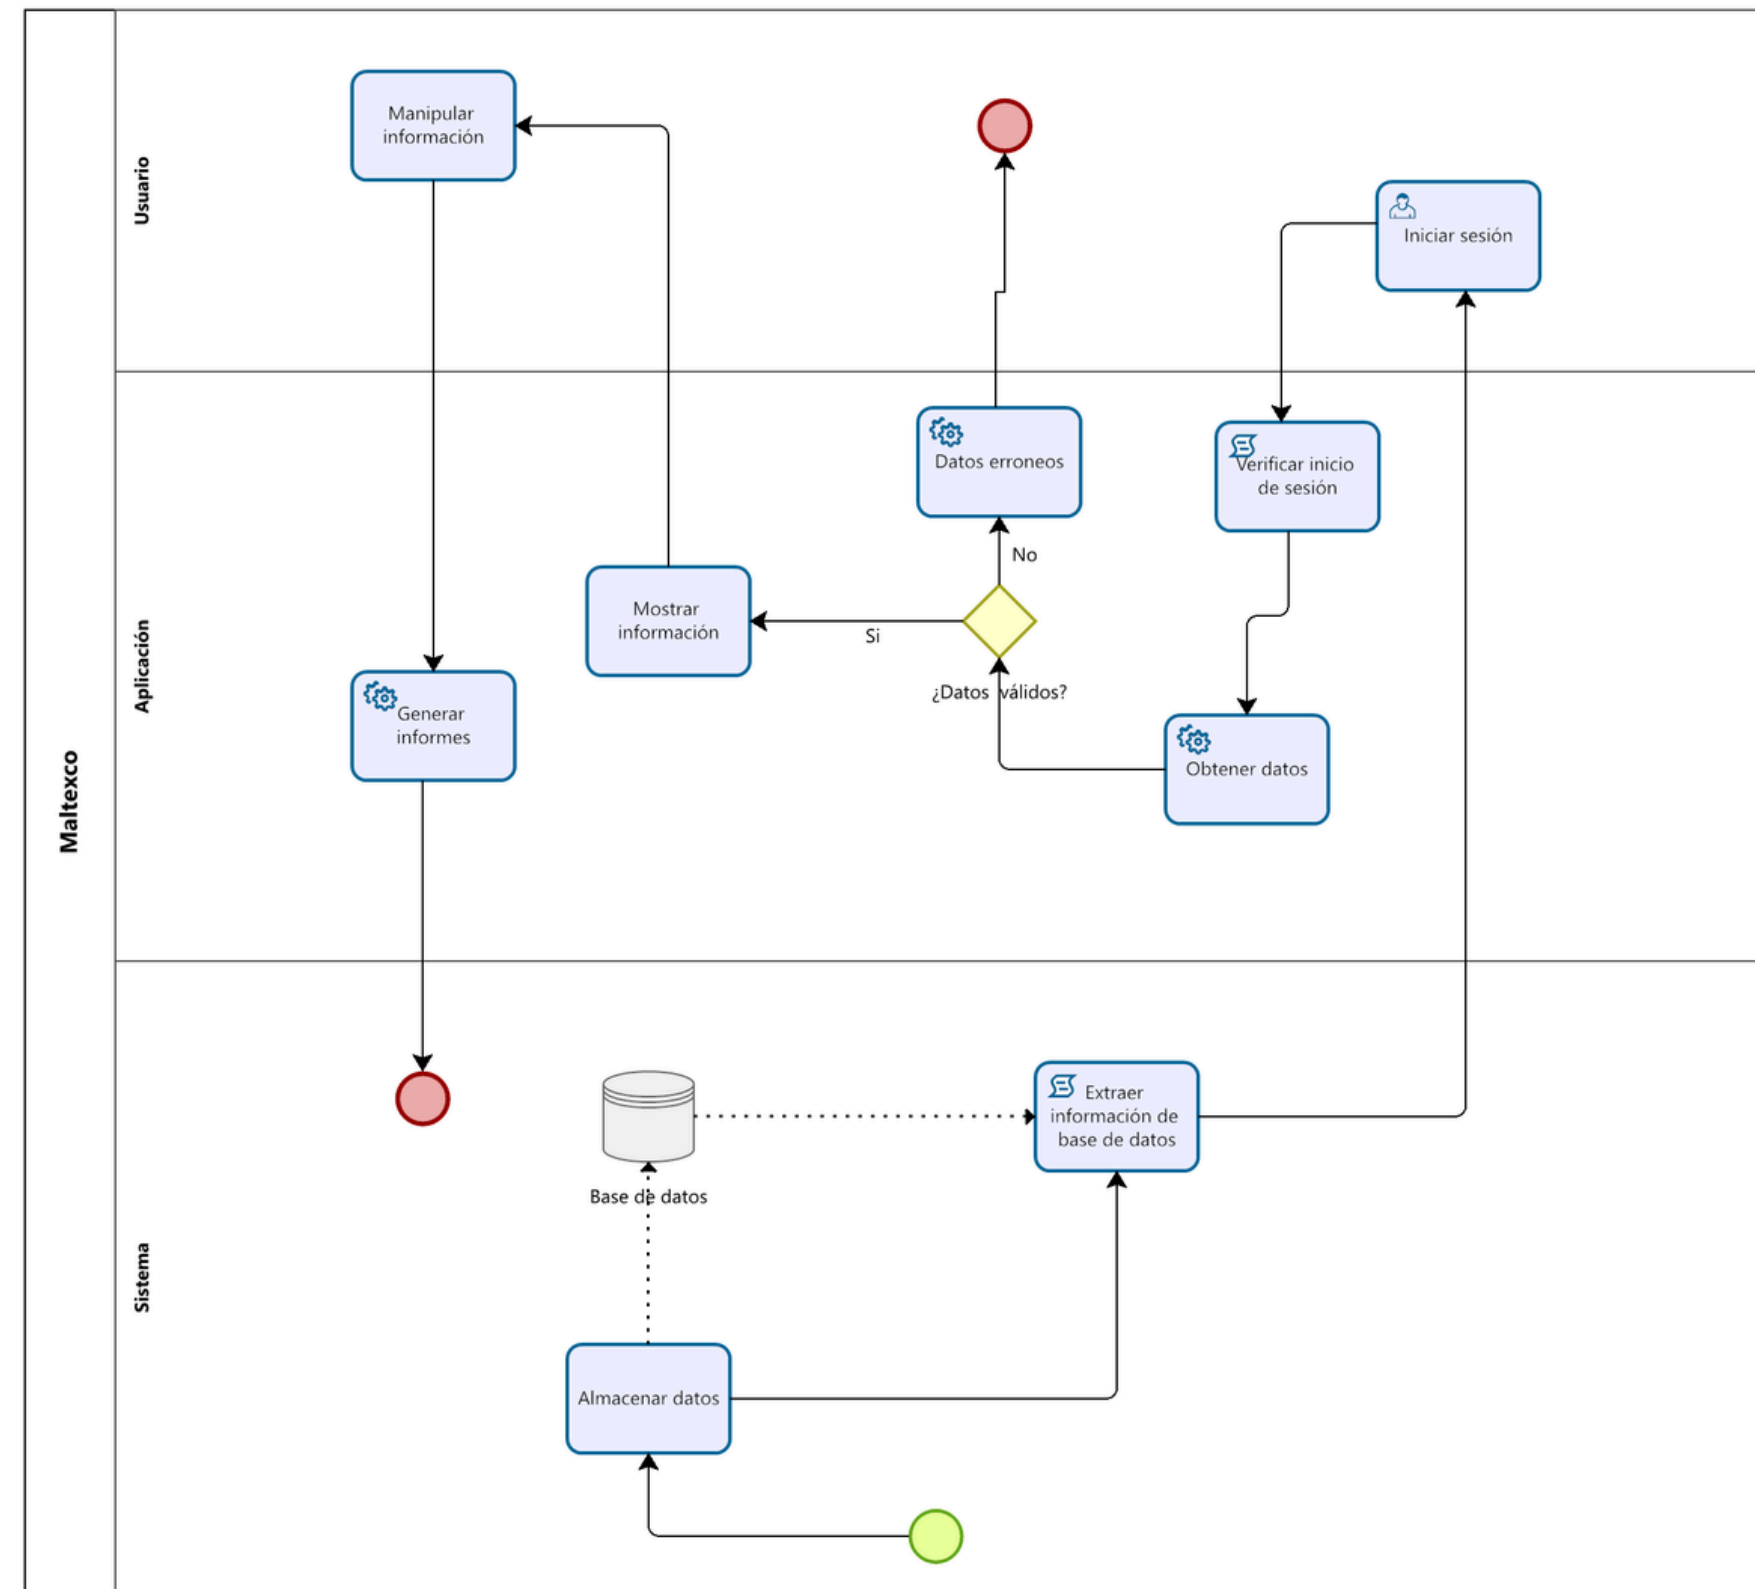 Maltexco
Usuario
Manipular
información
Iniciar sesión
Aplicación
Datos erroneos
Verificar inicio
de sesión
No
Mostrar
información
Si
¿Datos válidos?
Generar
informes
Obtener datos
Sistema
Extraer
información de
base de datos
Base de datos
Almacenar datos